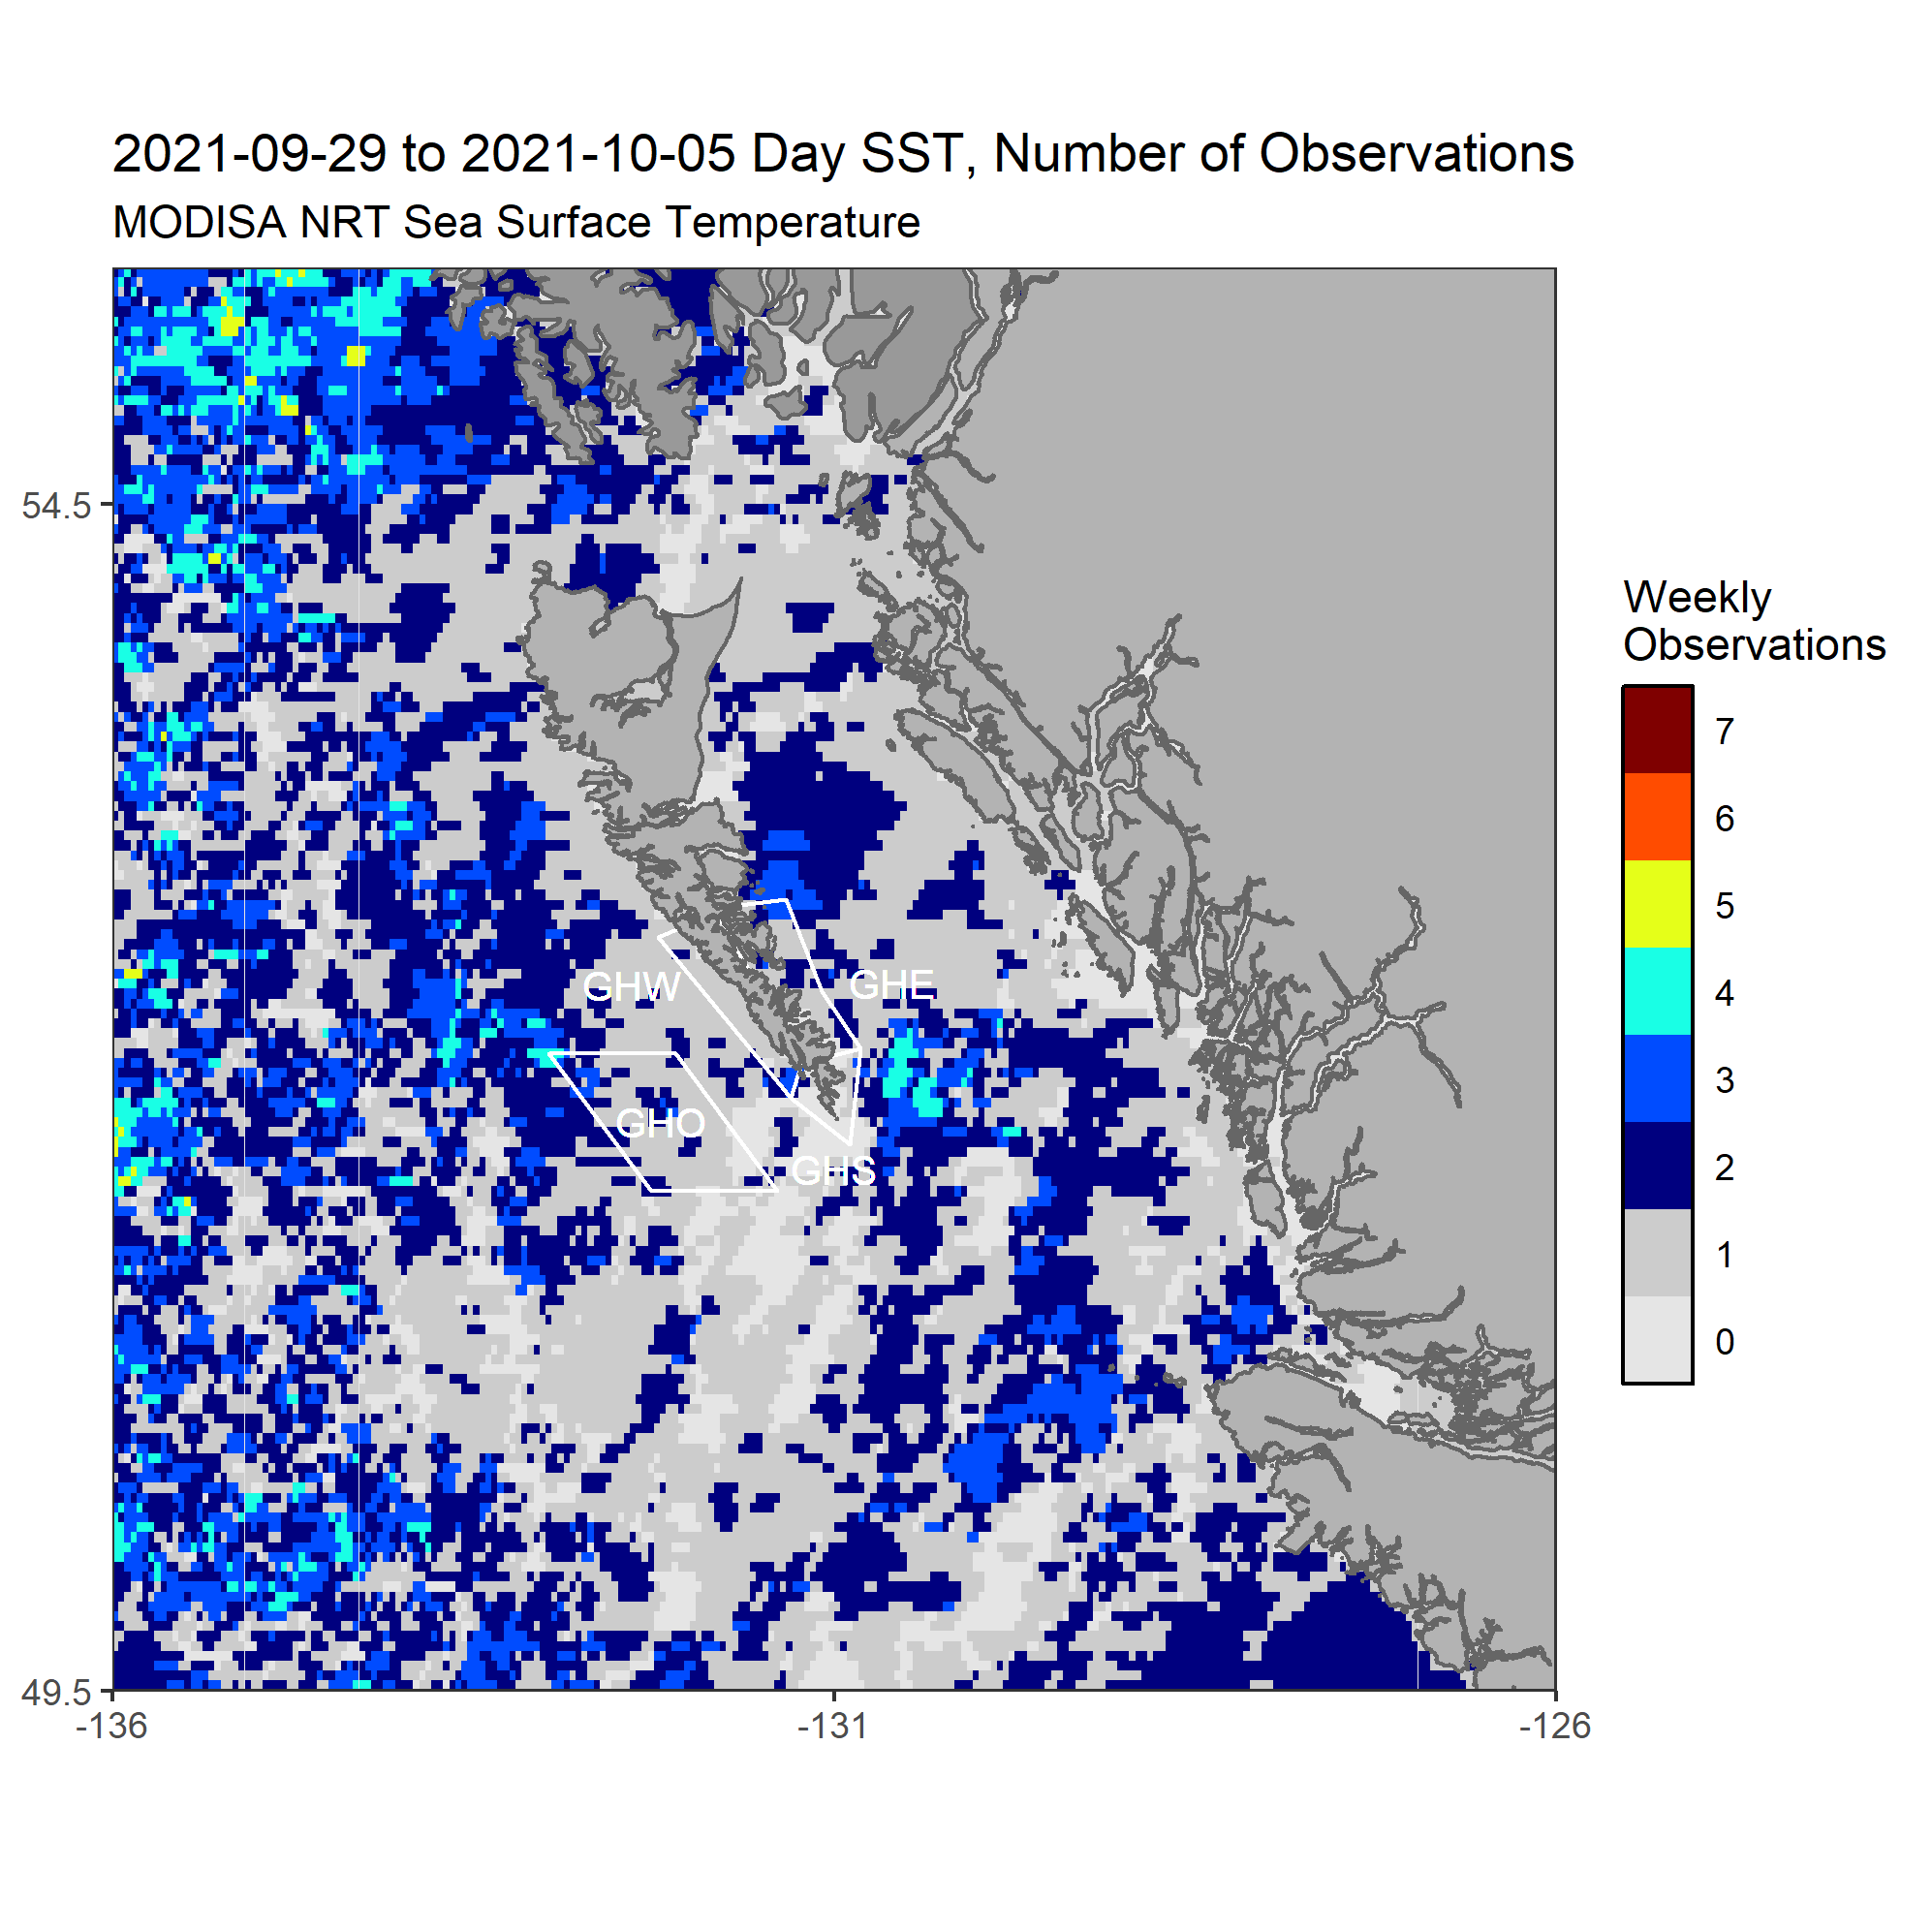 2021-09-29 to 2021-10-05 Day SST, Number of Observations
MODISA NRT Sea Surface Temperature
54.5
49.5
-136
-131
-126
GHW
GHE
GHO
GHS
Weekly
Observations
7
6
5
4
3
2
1
0